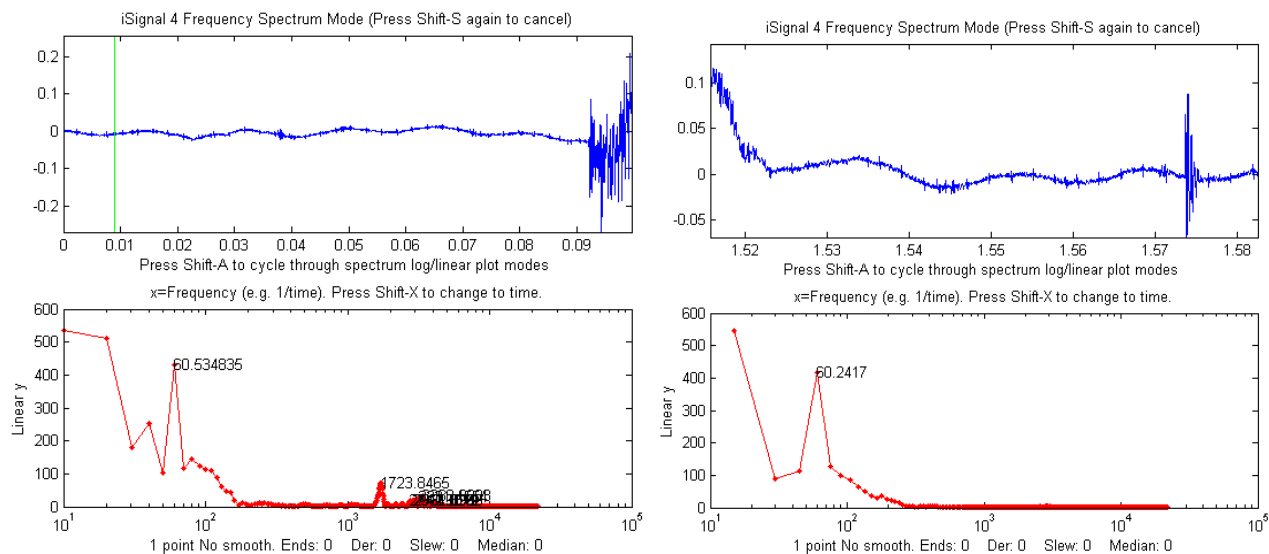 iSignal 4 Frequency Spectrum Mode (Press Shift-S again to cancel)
0.2
0.1
0
-0.1
-0.2
0 0.01 0.02 0.03 0.04 0.05 0.06 0.07 0.08 0.09
Press Shift-A to cycle through spectrum log/linear plot modes
x=Frequency (e.g. 1/time). Press Shift-X to change to time.
600
500
400
300
200
100
0
Linear y
60.534835
1723.8465
10^1 10^2 10^3 10^4 10^5
1 point No smooth. Ends: 0 Der: 0 Slew: 0 Median: 0
iSignal 4 Frequency Spectrum Mode (Press Shift-S again to cancel)
0.1
0.05
0
-0.05
1.52 1.53 1.54 1.55 1.56 1.57 1.58
Press Shift-A to cycle through spectrum log/linear plot modes
x=Frequency (e.g. 1/time). Press Shift-X to change to time.
600
500
400
300
200
100
0
Linear y
60.2417
10^1 10^2 10^3 10^4 10^5
1 point No smooth. Ends: 0 Der: 0 Slew: 0 Median: 0